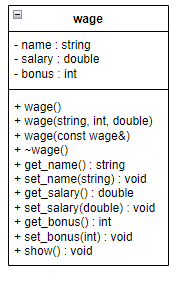 wage
- name : string
- salary : double
- bonus : int
+ wage()
+ wage(string, int, double)
+ wage(const wage&)
+ ~wage()
+ get_name() : string
+ set_name(string) : void
+ get_salary() : double
+ set_salary(double) : void
+ get_bonus() : int
+ set_bonus(int) : void
+ show() : void